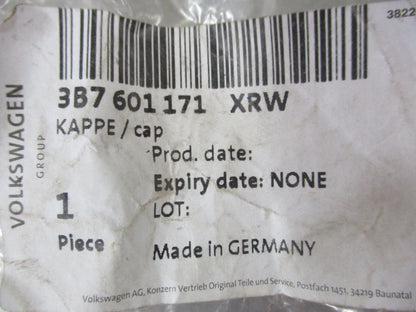 3B22
VOLKSWAGEN
GROUP
3B7 601 171 XRW
KAPPE / cap
Prod. date:
Expiry date: NONE
1
LOT:
Piece
Made in GERMANY
Volkswagen AG, Konzern Vertrieb Original Teile und Service, Postfach 1451, 34219 Baunatal